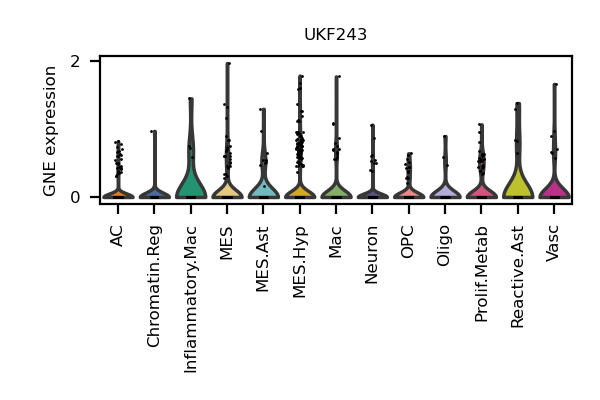 UKF243
GNE expression
2
0
AC
Chromatin.Reg
Inflammatory.Mac
MES
MES.Ast
MES.Hyp
Mac
Neuron
OPC
Oligo
Prolif.Metab
Reactive.Ast
Vasc